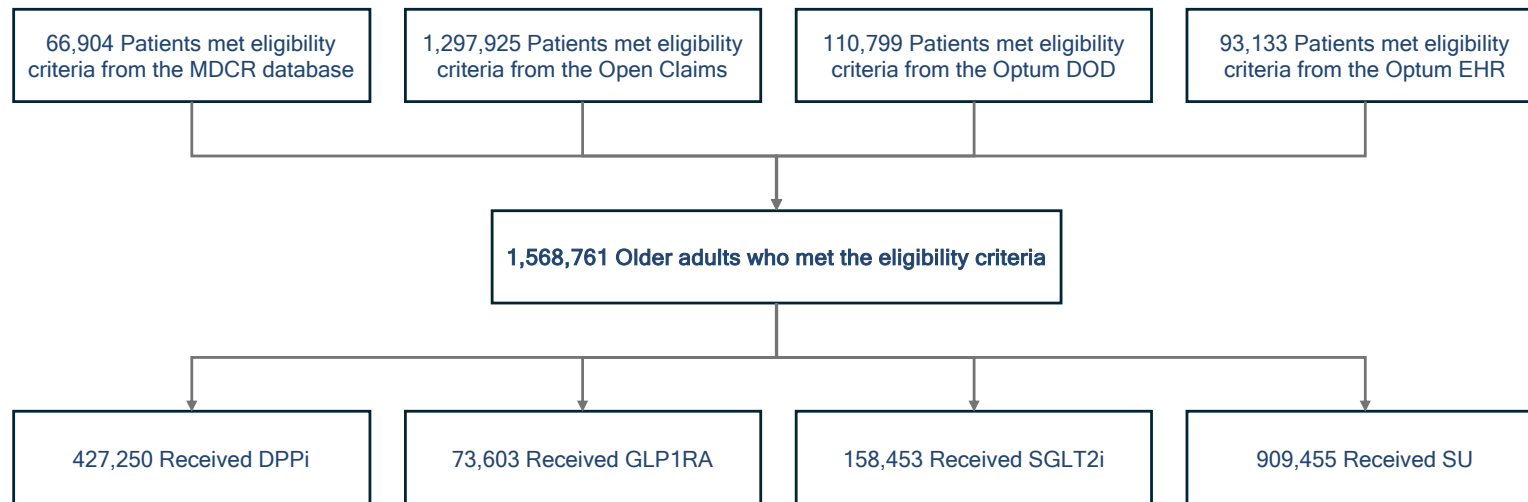 66,904 Patients met eligibility
criteria from the MDCR database
1,297,925 Patients met eligibility
criteria from the Open Claims
110,799 Patients met eligibility
criteria from the Optum DOD
93,133 Patients met eligibility
criteria from the Optum EHR
1,568,761 Older adults who met the eligibility criteria
427,250 Received DPPi
73,603 Received GLP1RA
158,453 Received SGLT2i
909,455 Received SU